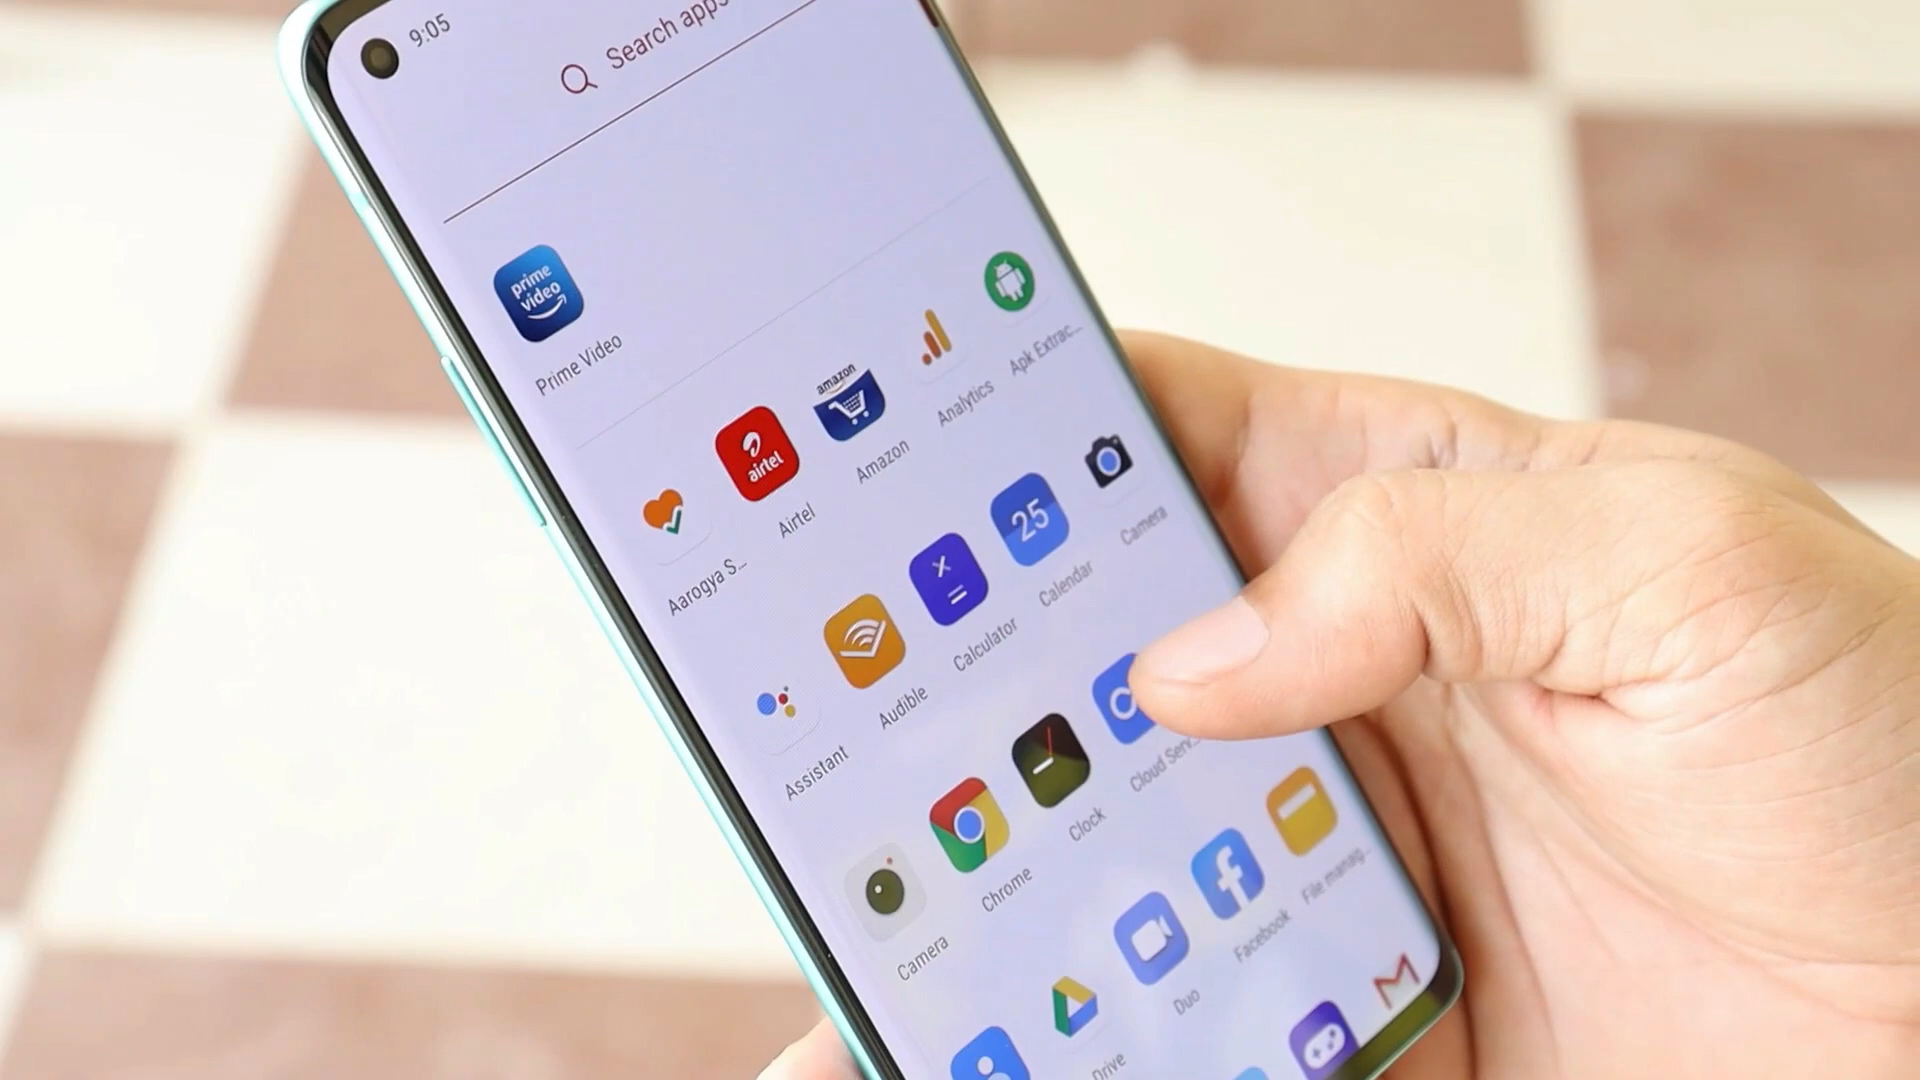 9:05
Search apps
prime
video
Prime Video
airtel
amazon
Aarogya S...
Airtel
Amazon
Analytics
Apk Extrac...
25
Assistant
Audible
Calculator
Calendar
Camera
Camera
Chrome
Clock
Cloud Serv...
Drive
Duo
Facebook
File manag...